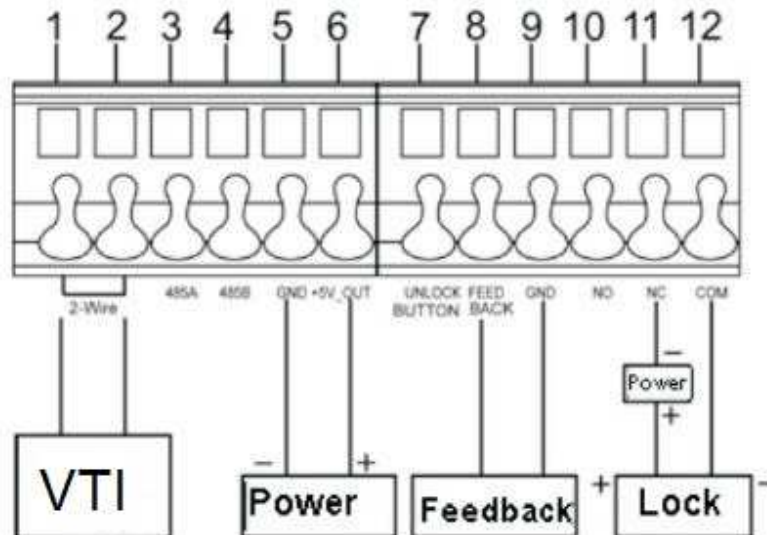 1 2 3 4 5 6 7 8 9 10 11 12
2-Wire 485A 485B GND +5V_OUT UNLOCK BUTTON FEED BACK GND NO NC COM
-
Power
+
- +
+ -
VTI Power Feedback Lock